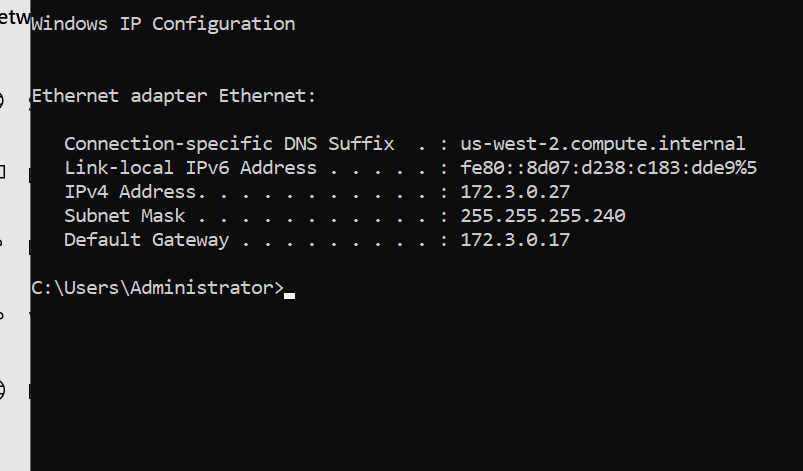 etw
Windows IP Configuration
Ethernet adapter Ethernet:
Connection-specific DNS Suffix  . : us-west-2.compute.internal
Link-local IPv6 Address . . . . . : fe80::8d07:d238:c183:dde9%5
IPv4 Address. . . . . . . . . . . : 172.3.0.27
Subnet Mask . . . . . . . . . . . : 255.255.255.240
Default Gateway . . . . . . . . . : 172.3.0.17
C:\Users\Administrator>